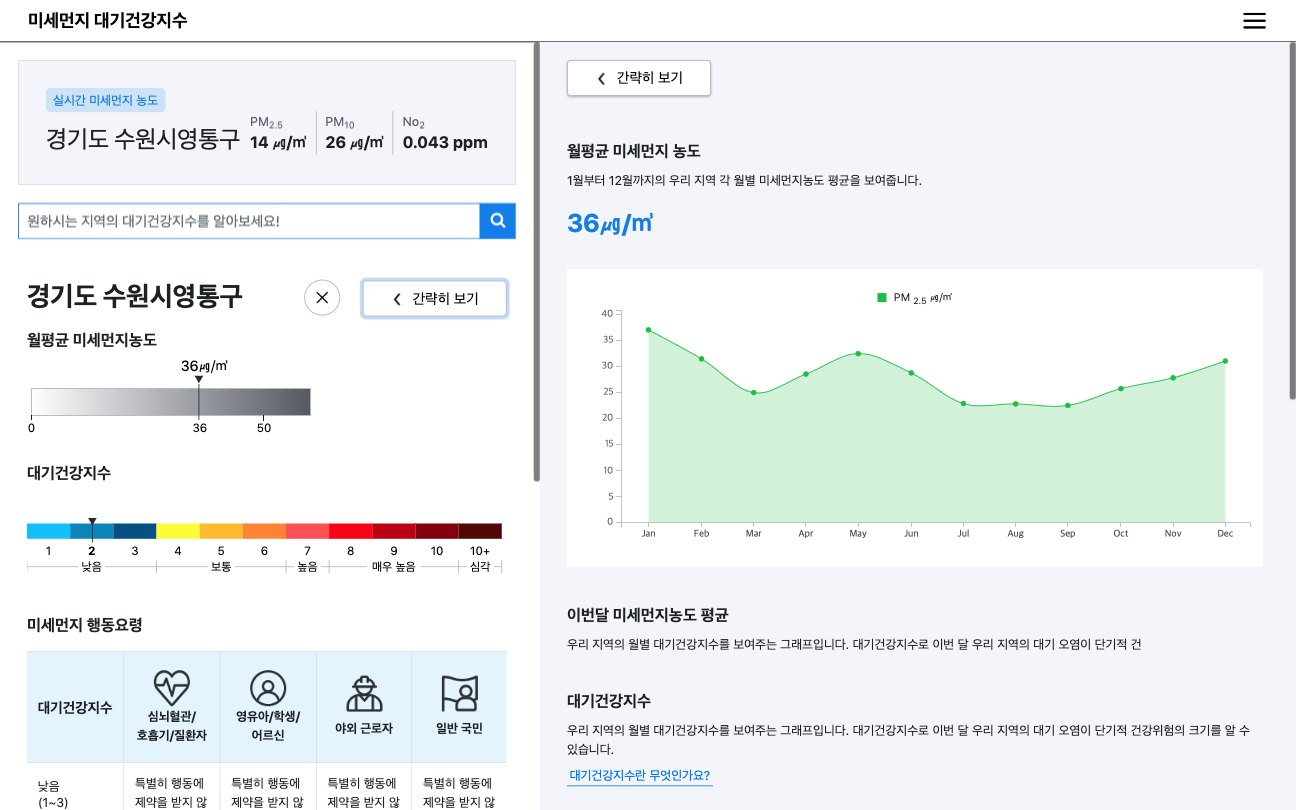 미세먼지 대기건강지수
실시간 미세먼지 농도
경기도 수원시영통구
PM2.5
14 ㎍/㎥
PM10
26 ㎍/㎥
No2
0.043 ppm
원하시는 지역의 대기건강지수를 알아보세요!
경기도 수원시영통구
간략히 보기
월평균 미세먼지농도
36㎍/㎥
0 36 50
대기건강지수
1 2 3 4 5 6 7 8 9 10 10+
낮음 보통 높음 매우 높음 심각
미세먼지 행동요령
대기건강지수
심뇌혈관/
호흡기/질환자
영유아/학생/
어르신
야외 근로자
일반 국민
낮음
(1~3)
특별히 행동에
제약을 받지 않
특별히 행동에
제약을 받지 않
특별히 행동에
제약을 받지 않
특별히 행동에
제약을 받지 않
간략히 보기
월평균 미세먼지 농도
1월부터 12월까지의 우리 지역 각 월별 미세먼지농도 평균을 보여줍니다.
36㎍/㎥
PM 2.5 ㎍/㎥
40
35
30
25
20
15
10
5
0
Jan Feb Mar Apr May Jun Jul Aug Sep Oct Nov Dec
이번달 미세먼지농도 평균
우리 지역의 월별 대기건강지수를 보여주는 그래프입니다. 대기건강지수로 이번 달 우리 지역의 대기 오염이 단기적 건
대기건강지수
우리 지역의 월별 대기건강지수를 보여주는 그래프입니다. 대기건강지수로 이번 달 우리 지역의 대기 오염이 단기적 건강위험의 크기를 알 수
있습니다.
대기건강지수란 무엇인가요?